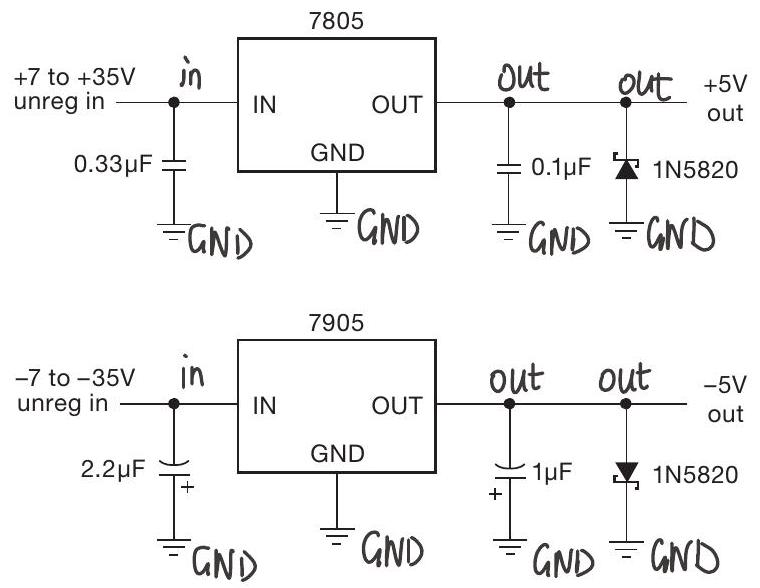 7805
+7 to +35V
unreg in
in
IN
OUT
GND
out
out
+5V
out
0.33μF
0.1μF
1N5820
GND
GND
GND
GND
7905
−7 to −35V
unreg in
in
IN
OUT
GND
out
out
−5V
out
2.2μF
+
1μF
+
1N5820
GND
GND
GND
GND